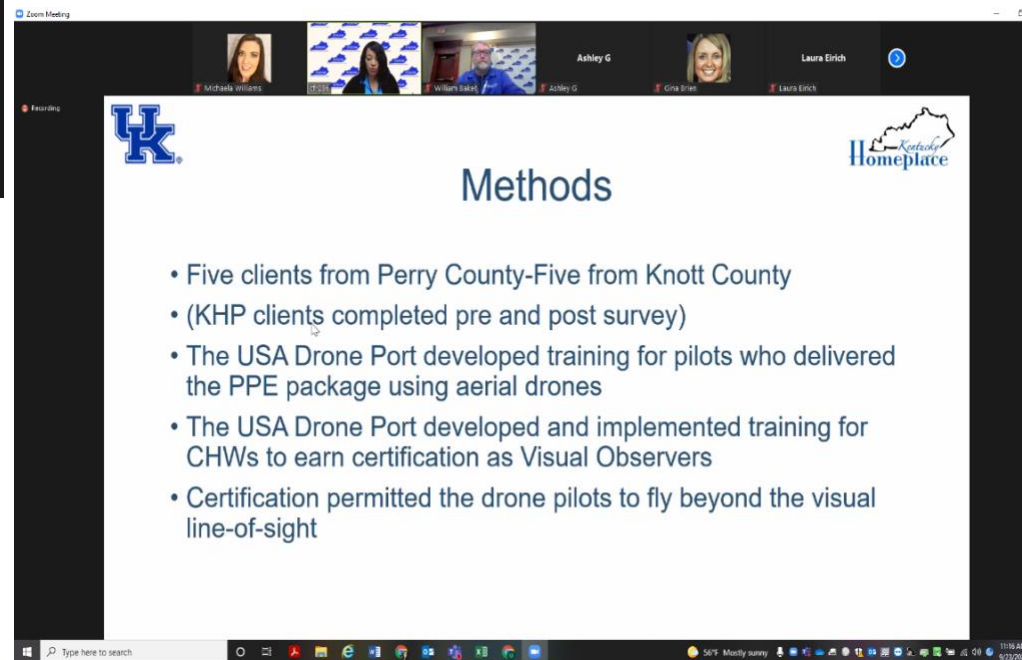 Zoom Meeting
Michaela Williams
William Baker
Ashley G
Ashley G
Gina Brien
Laura Eirich
Laura Eirich
Recording
UK
Kentucky
Homeplace
Methods
• Five clients from Perry County-Five from Knott County
• (KHP clients completed pre and post survey)
• The USA Drone Port developed training for pilots who delivered
the PPE package using aerial drones
• The USA Drone Port developed and implemented training for
CHWs to earn certification as Visual Observers
• Certification permitted the drone pilots to fly beyond the visual
line-of-sight
Type here to search
56°F Mostly sunny
11:16 AM